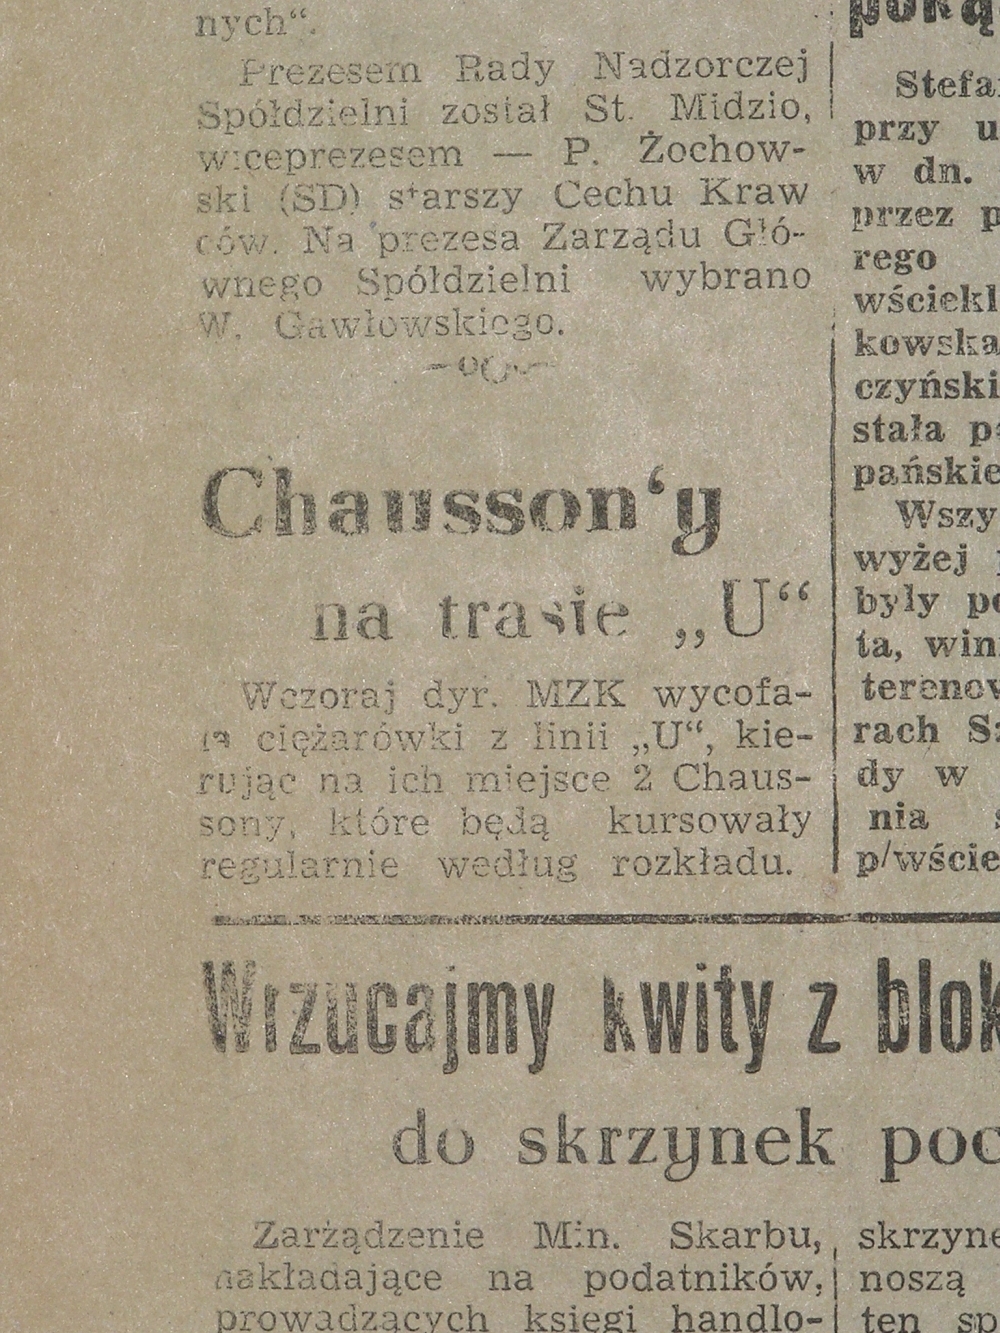 nych“.
Prezesem Rady Nadzorczej
Spółdzielni został St. Midzio,
wiceprezesem — P. Żochow-
ski (SD) starszy Cechu Kraw
ców. Na prezesa Zarządu Głó-
wnego Spółdzielni wybrano
W. Gawłowskiego.
Chausson‘y
na trasie „U“
Wczoraj dyr. MZK wycofa-
ła ciężarówki z linii „U“, kie-
rując na ich miejsce 2 Chaus-
sony, które będą kursowały
regularnie według rozkładu.
Stefa
przy u
w dn.
przez p
rego
wściekl
kowska
czyński
stała p
pańskie
Wszy
wyżej
były po
ta, win
terenow
rach S
dy w
nia s
p/wście
Wrzucajmy kwity z blok
do skrzynek poc
Zarżądzenie Min. Skarbu,
nakładające na podatników,
prowadzących księgi handlo-
skrzyne
noszą
ten sp